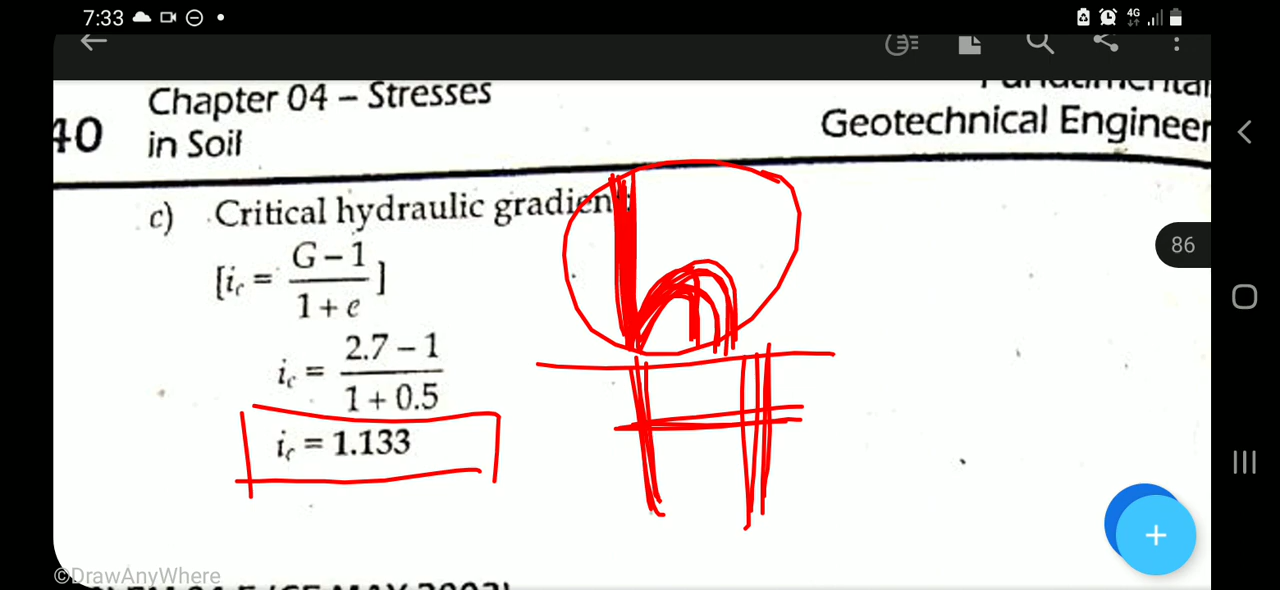 7:33
4G
Chapter 04 – Stresses
40 in Soil
Geotechnical Engineer
c) Critical hydraulic gradient
[i_c = (G – 1)/(1 + e)]
i_c = (2.7 – 1)/(1 + 0.5)
i_c = 1.133
h
H
86
+
©DrawAnyWhere